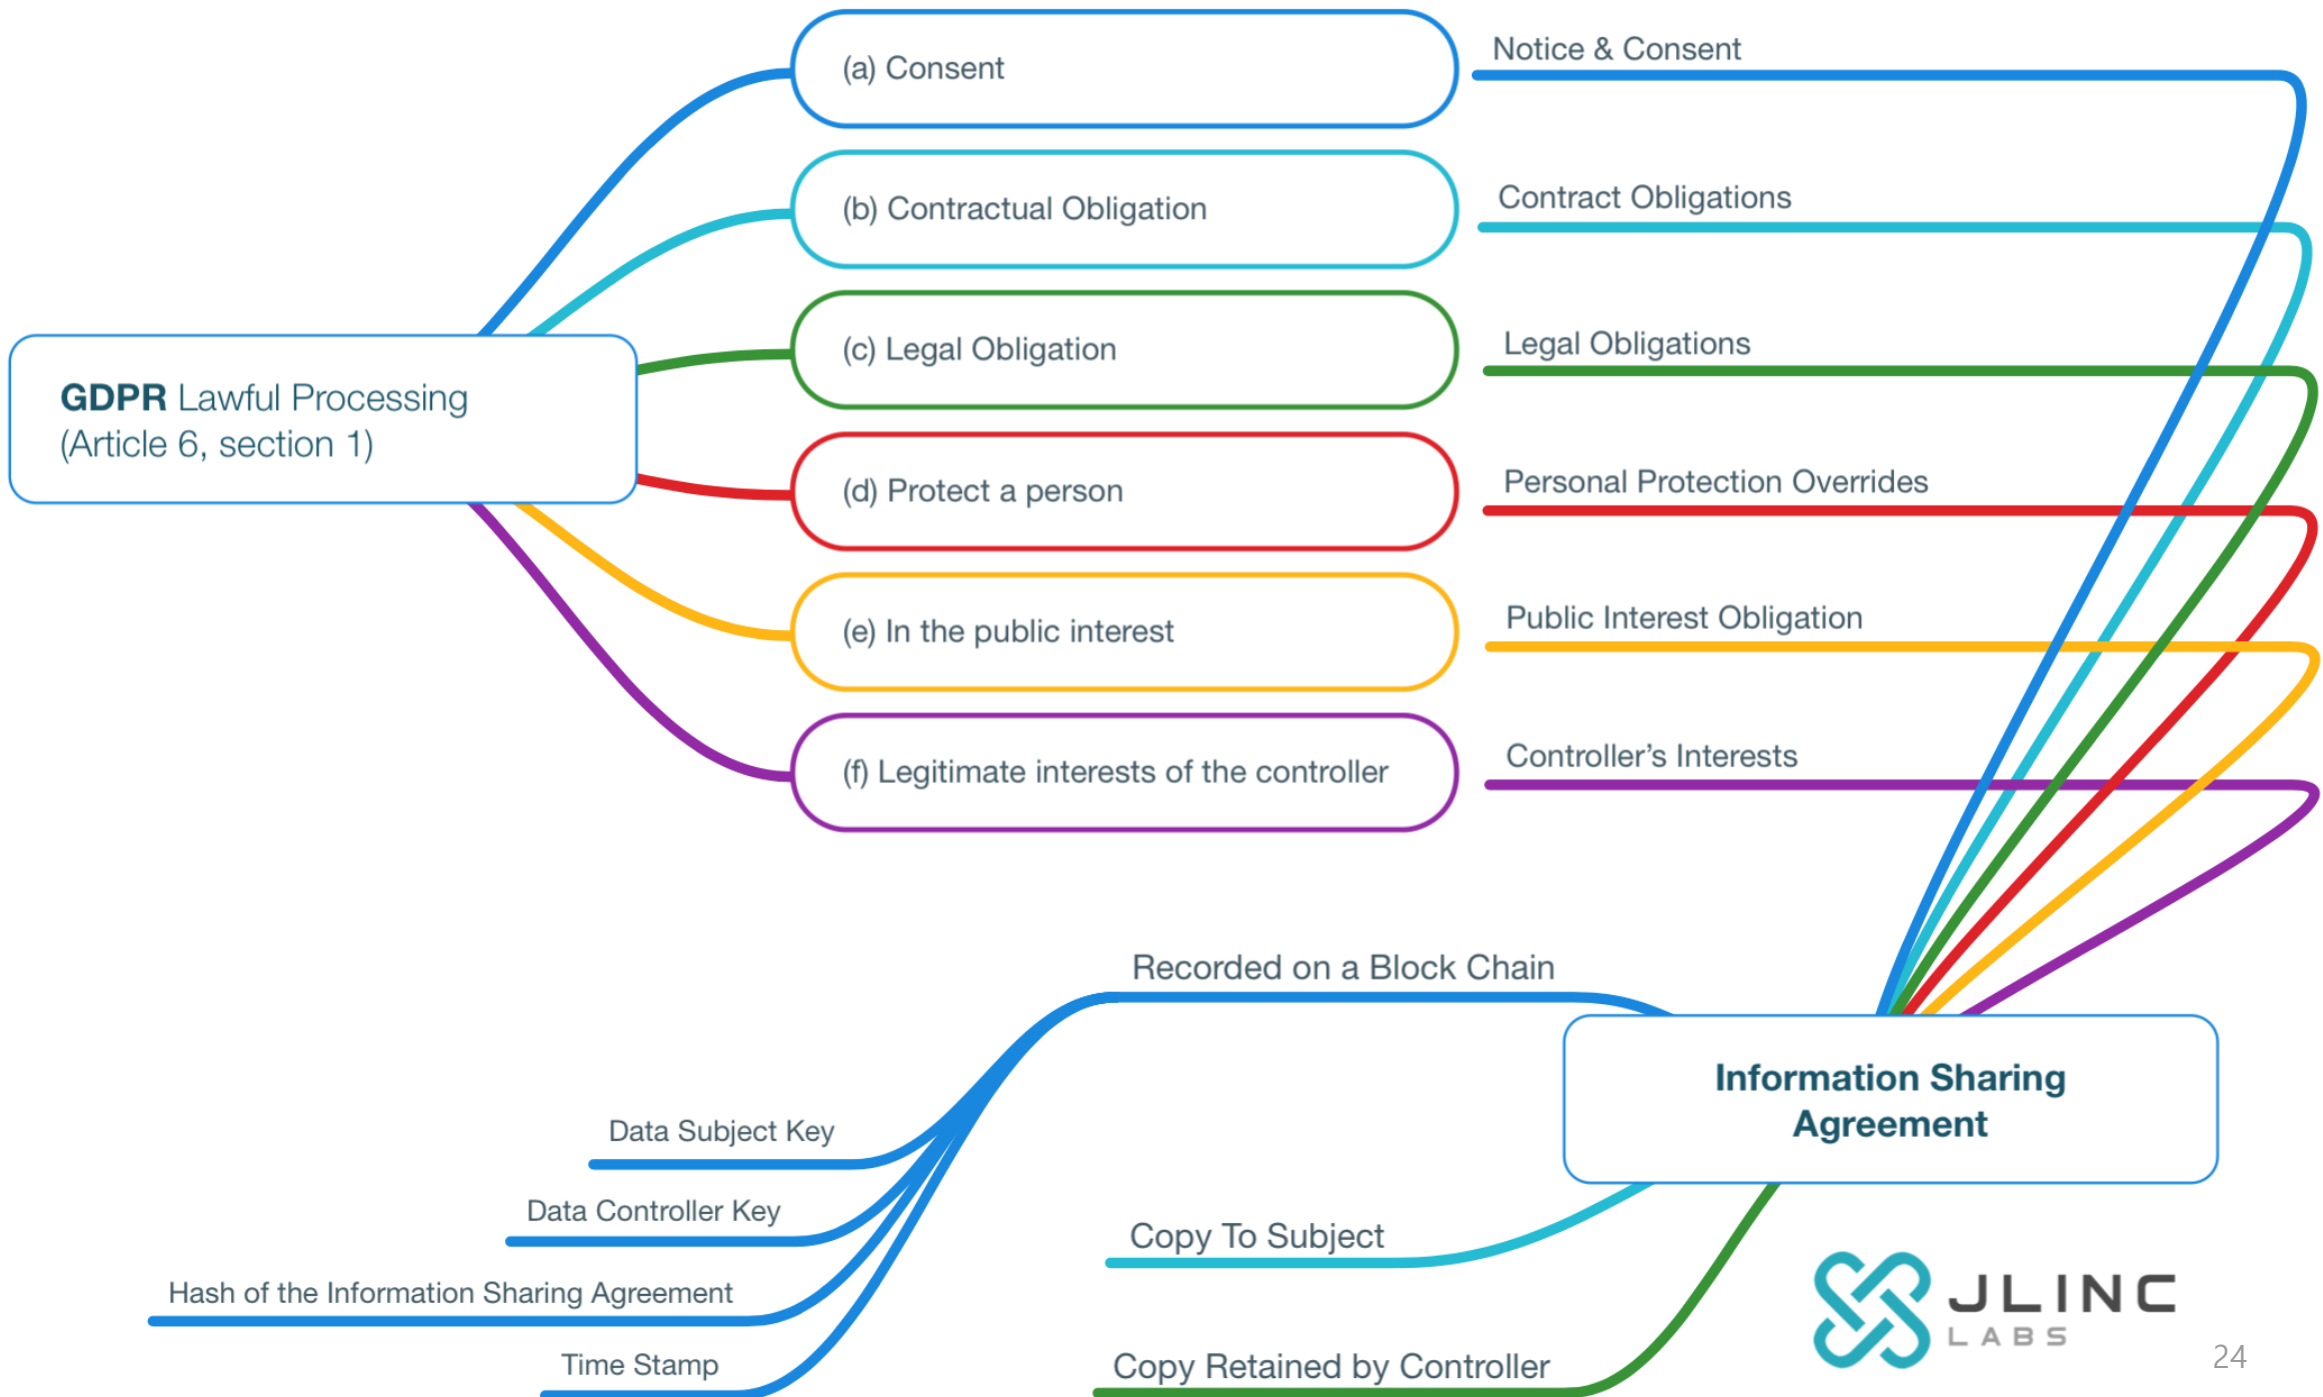 (a) Consent
Notice & Consent
(b) Contractual Obligation
Contract Obligations
(c) Legal Obligation
Legal Obligations
GDPR Lawful Processing
(Article 6, section 1)
(d) Protect a person
Personal Protection Overrides
(e) In the public interest
Public Interest Obligation
(f) Legitimate interests of the controller
Controller’s Interests
Recorded on a Block Chain
Information Sharing
Agreement
Data Subject Key
Data Controller Key
Hash of the Information Sharing Agreement
Time Stamp
Copy To Subject
Copy Retained by Controller
JLINC
LABS
24